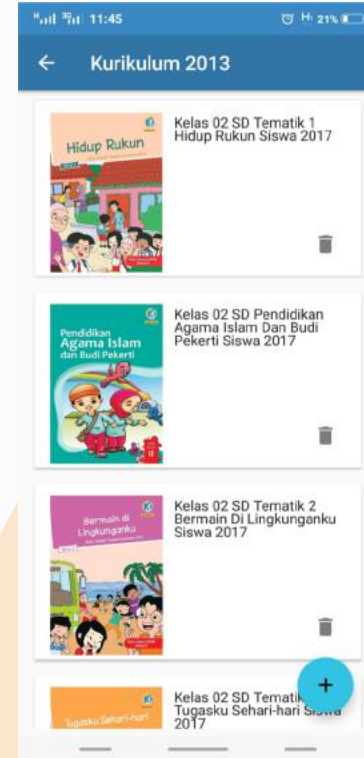 11:45
21%
Kurikulum 2013
Hidup Rukun
Kelas 02 SD Tematik 1
Hidup Rukun Siswa 2017
Pendidikan
Agama Islam
dan Budi Pekerti
Kelas 02 SD Pendidikan
Agama Islam Dan Budi
Pekerti Siswa 2017
Bermain di
Lingkunganku
Kelas 02 SD Tematik 2
Bermain Di Lingkunganku
Siswa 2017
+
Tugasku Sehari-hari
Kelas 02 SD Tematik
Tugasku Sehari-hari Siswa
2017